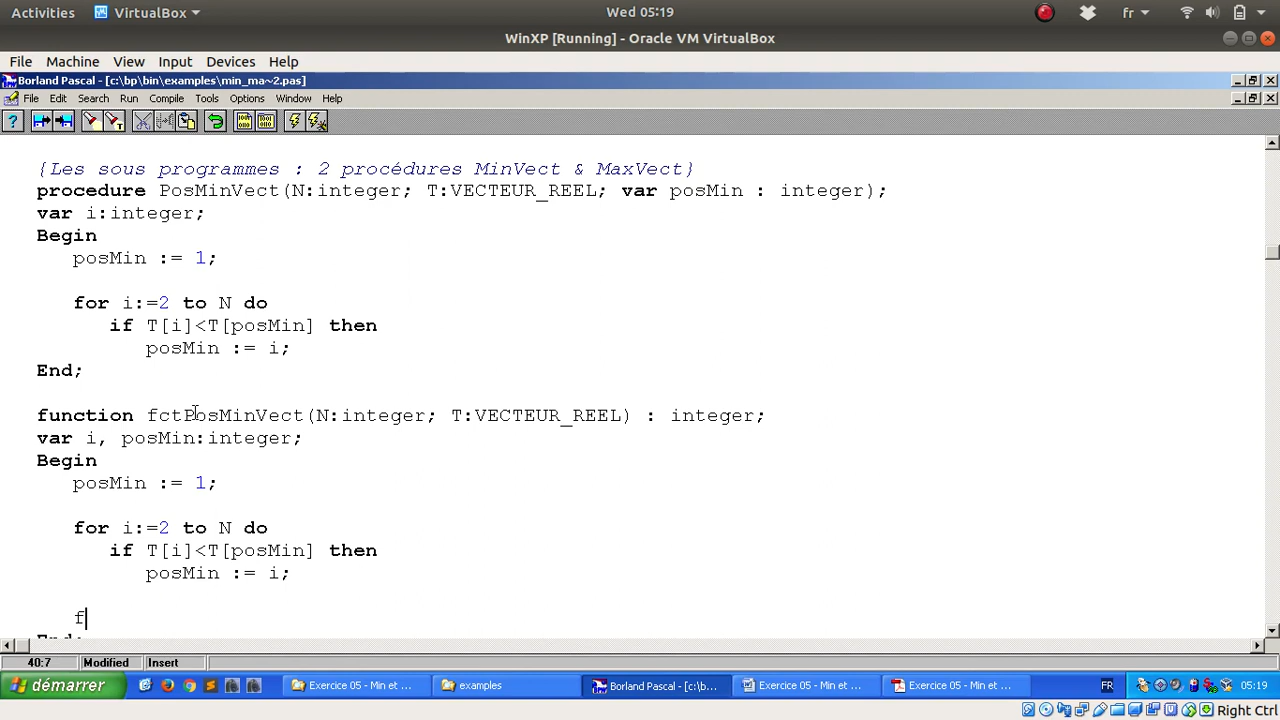 Activities VirtualBox Wed 05:19 fr
WinXP [Running] - Oracle VM VirtualBox
File Machine View Input Devices Help
Borland Pascal - [c:\bp\bin\examples\min_ma~2.pas]
File Edit Search Run Compile Tools Options Window Help
{Les sous programmes : 2 procédures MinVect & MaxVect}
procedure PosMinVect(N:integer; T:VECTEUR_REEL; var posMin : integer);
var i:integer;
Begin
posMin := 1;
for i:=2 to N do
if T[i]<T[posMin] then
posMin := i;
End;
function fctPosMinVect(N:integer; T:VECTEUR_REEL) : integer;
var i, posMin:integer;
Begin
posMin := 1;
for i:=2 to N do
if T[i]<T[posMin] then
posMin := i;
f
End;
40:7 Modified Insert
démarrer Exercice 05 - Min et ... examples Borland Pascal - [c:\b... Exercice 05 - Min et ... Exercice 05 - Min et ... FR 05:19
Right Ctrl